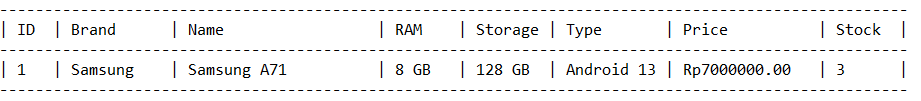 | ID | Brand | Name | RAM | Storage | Type | Price | Stock |
| 1 | Samsung | Samsung A71 | 8 GB | 128 GB | Android 13 | Rp7000000.00 | 3 |